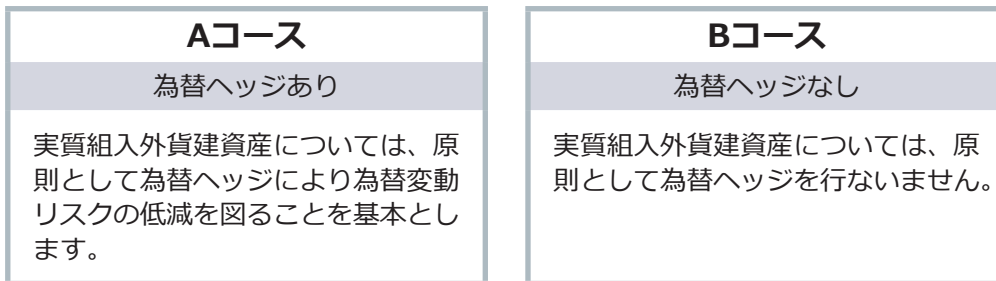 Aコース
為替ヘッジあり
実質組入外貨建資産については、原
則として為替ヘッジにより為替変動
リスクの低減を図ることを基本とし
ます。
Bコース
為替ヘッジなし
実質組入外貨建資産については、原
則として為替ヘッジを行ないません。